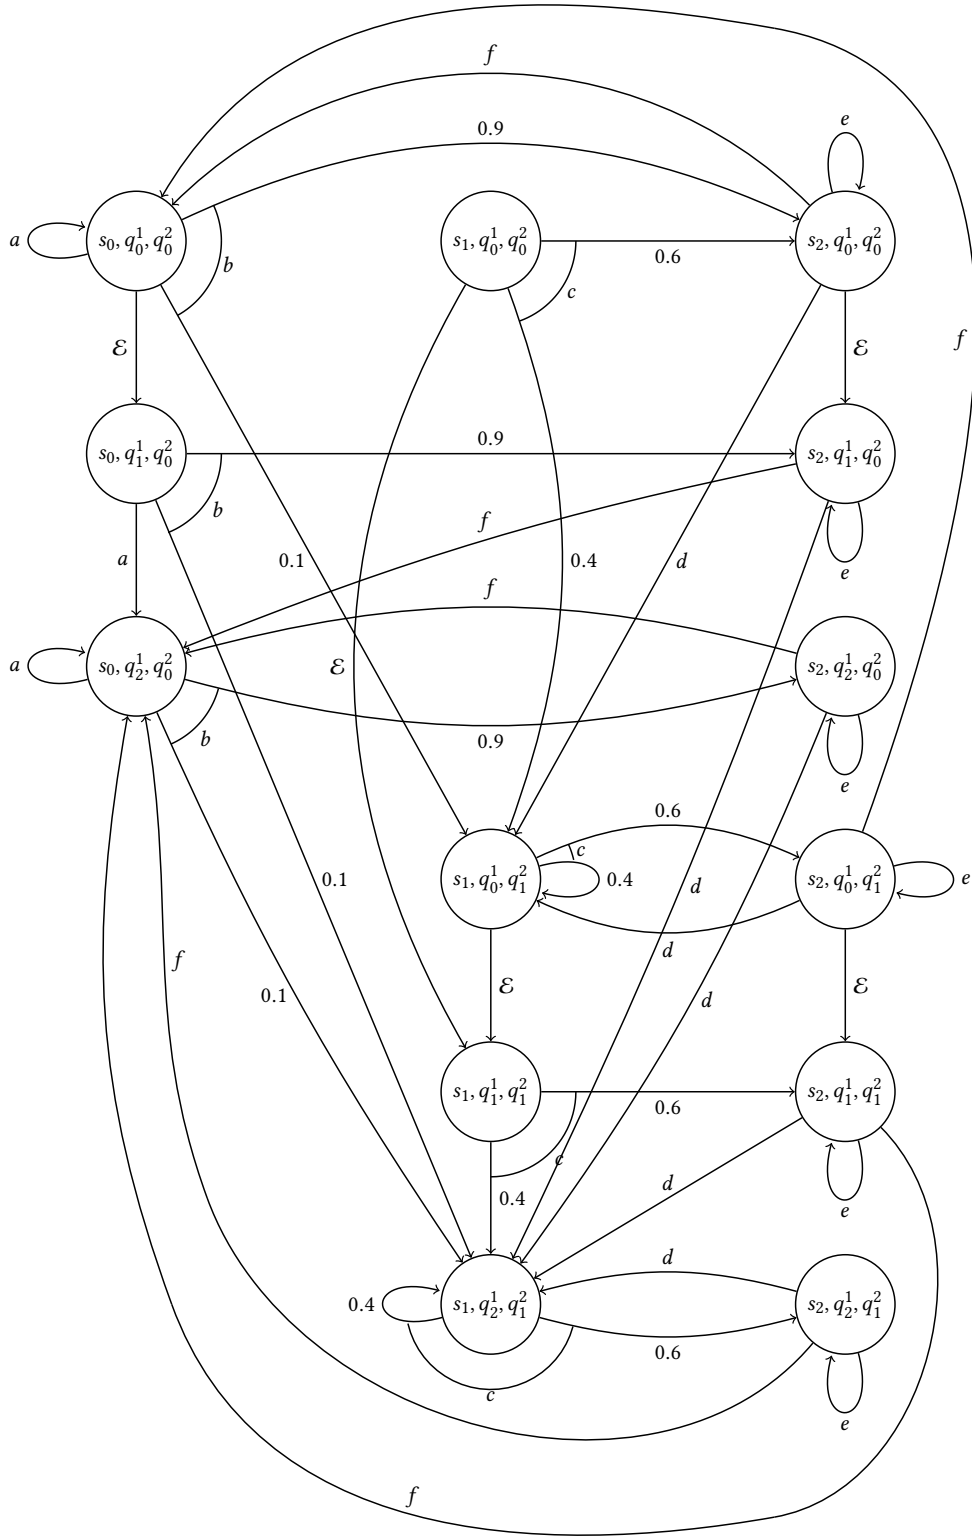 f
0.9
e
a
s₀, q₀¹, q₀²
b
s₁, q₀¹, q₀²
0.6
c
s₂, q₀¹, q₀²
ℰ
ℰ
f
s₀, q₁¹, q₀²
0.9
b
s₂, q₁¹, q₀²
f
a
0.1
0.4
d
e
f
a
s₀, q₂¹, q₀²
ℰ
s₂, q₂¹, q₀²
b
0.9
e
0.6
c
s₁, q₀¹, q₁²
0.4
s₂, q₀¹, q₁²
e
0.1
d
d
f
0.1
ℰ
d
ℰ
s₁, q₁¹, q₁²
0.6
s₂, q₁¹, q₁²
c
0.4
d
e
d
0.4
s₁, q₂¹, q₁²
s₂, q₂¹, q₁²
0.6
c
e
f